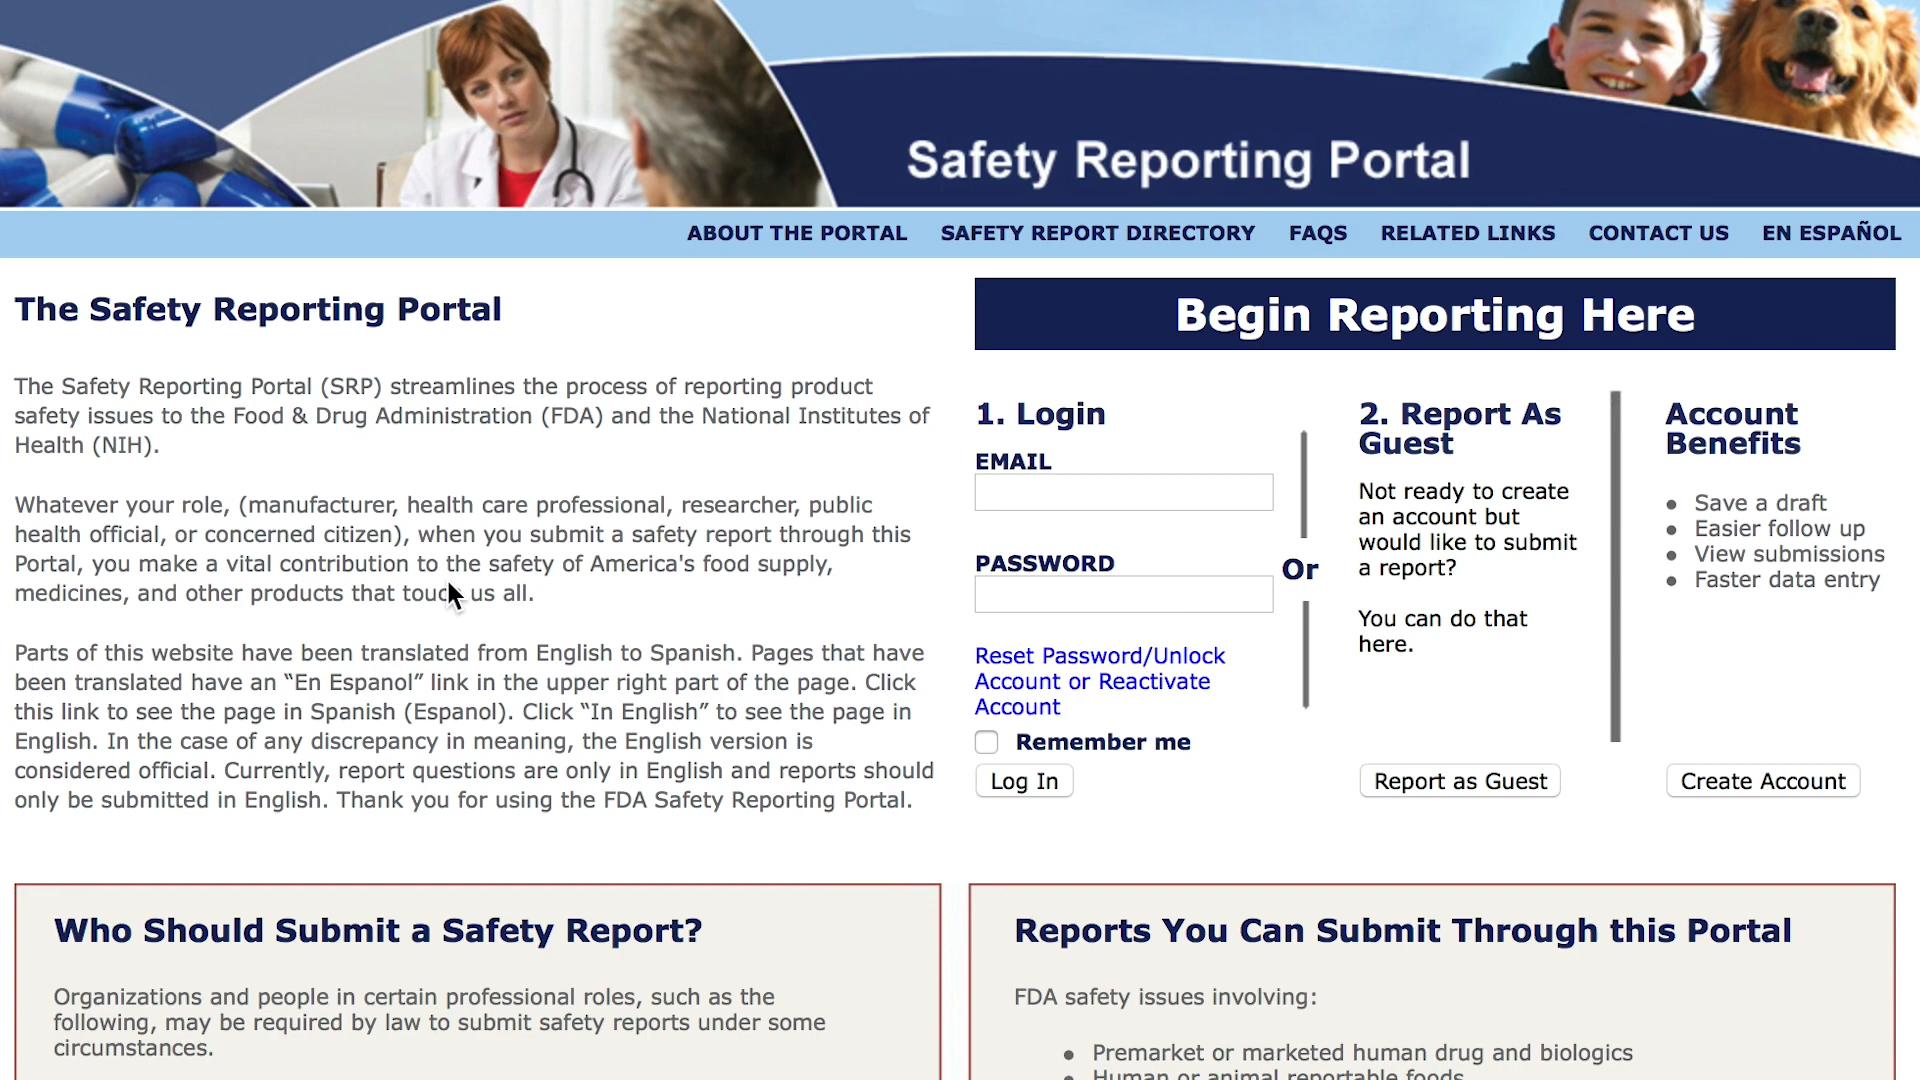 Safety Reporting Portal
ABOUT THE PORTAL SAFETY REPORT DIRECTORY FAQS RELATED LINKS CONTACT US EN ESPAÑOL
The Safety Reporting Portal
The Safety Reporting Portal (SRP) streamlines the process of reporting product
safety issues to the Food & Drug Administration (FDA) and the National Institutes of
Health (NIH).
Whatever your role, (manufacturer, health care professional, researcher, public
health official, or concerned citizen), when you submit a safety report through this
Portal, you make a vital contribution to the safety of America's food supply,
medicines, and other products that touch us all.
Parts of this website have been translated from English to Spanish. Pages that have
been translated have an “En Espanol” link in the upper right part of the page. Click
this link to see the page in Spanish (Espanol). Click “In English” to see the page in
English. In the case of any discrepancy in meaning, the English version is
considered official. Currently, report questions are only in English and reports should
only be submitted in English. Thank you for using the FDA Safety Reporting Portal.
Begin Reporting Here
1. Login
EMAIL
PASSWORD
Reset Password/Unlock
Account or Reactivate
Account
Remember me
Log In
Or
2. Report As
Guest
Not ready to create
an account but
would like to submit
a report?
You can do that
here.
Report as Guest
Account
Benefits
Save a draft
Easier follow up
View submissions
Faster data entry
Create Account
Who Should Submit a Safety Report?
Organizations and people in certain professional roles, such as the
following, may be required by law to submit safety reports under some
circumstances.
Reports You Can Submit Through this Portal
FDA safety issues involving:
Premarket or marketed human drug and biologics
Human or animal reportable foods